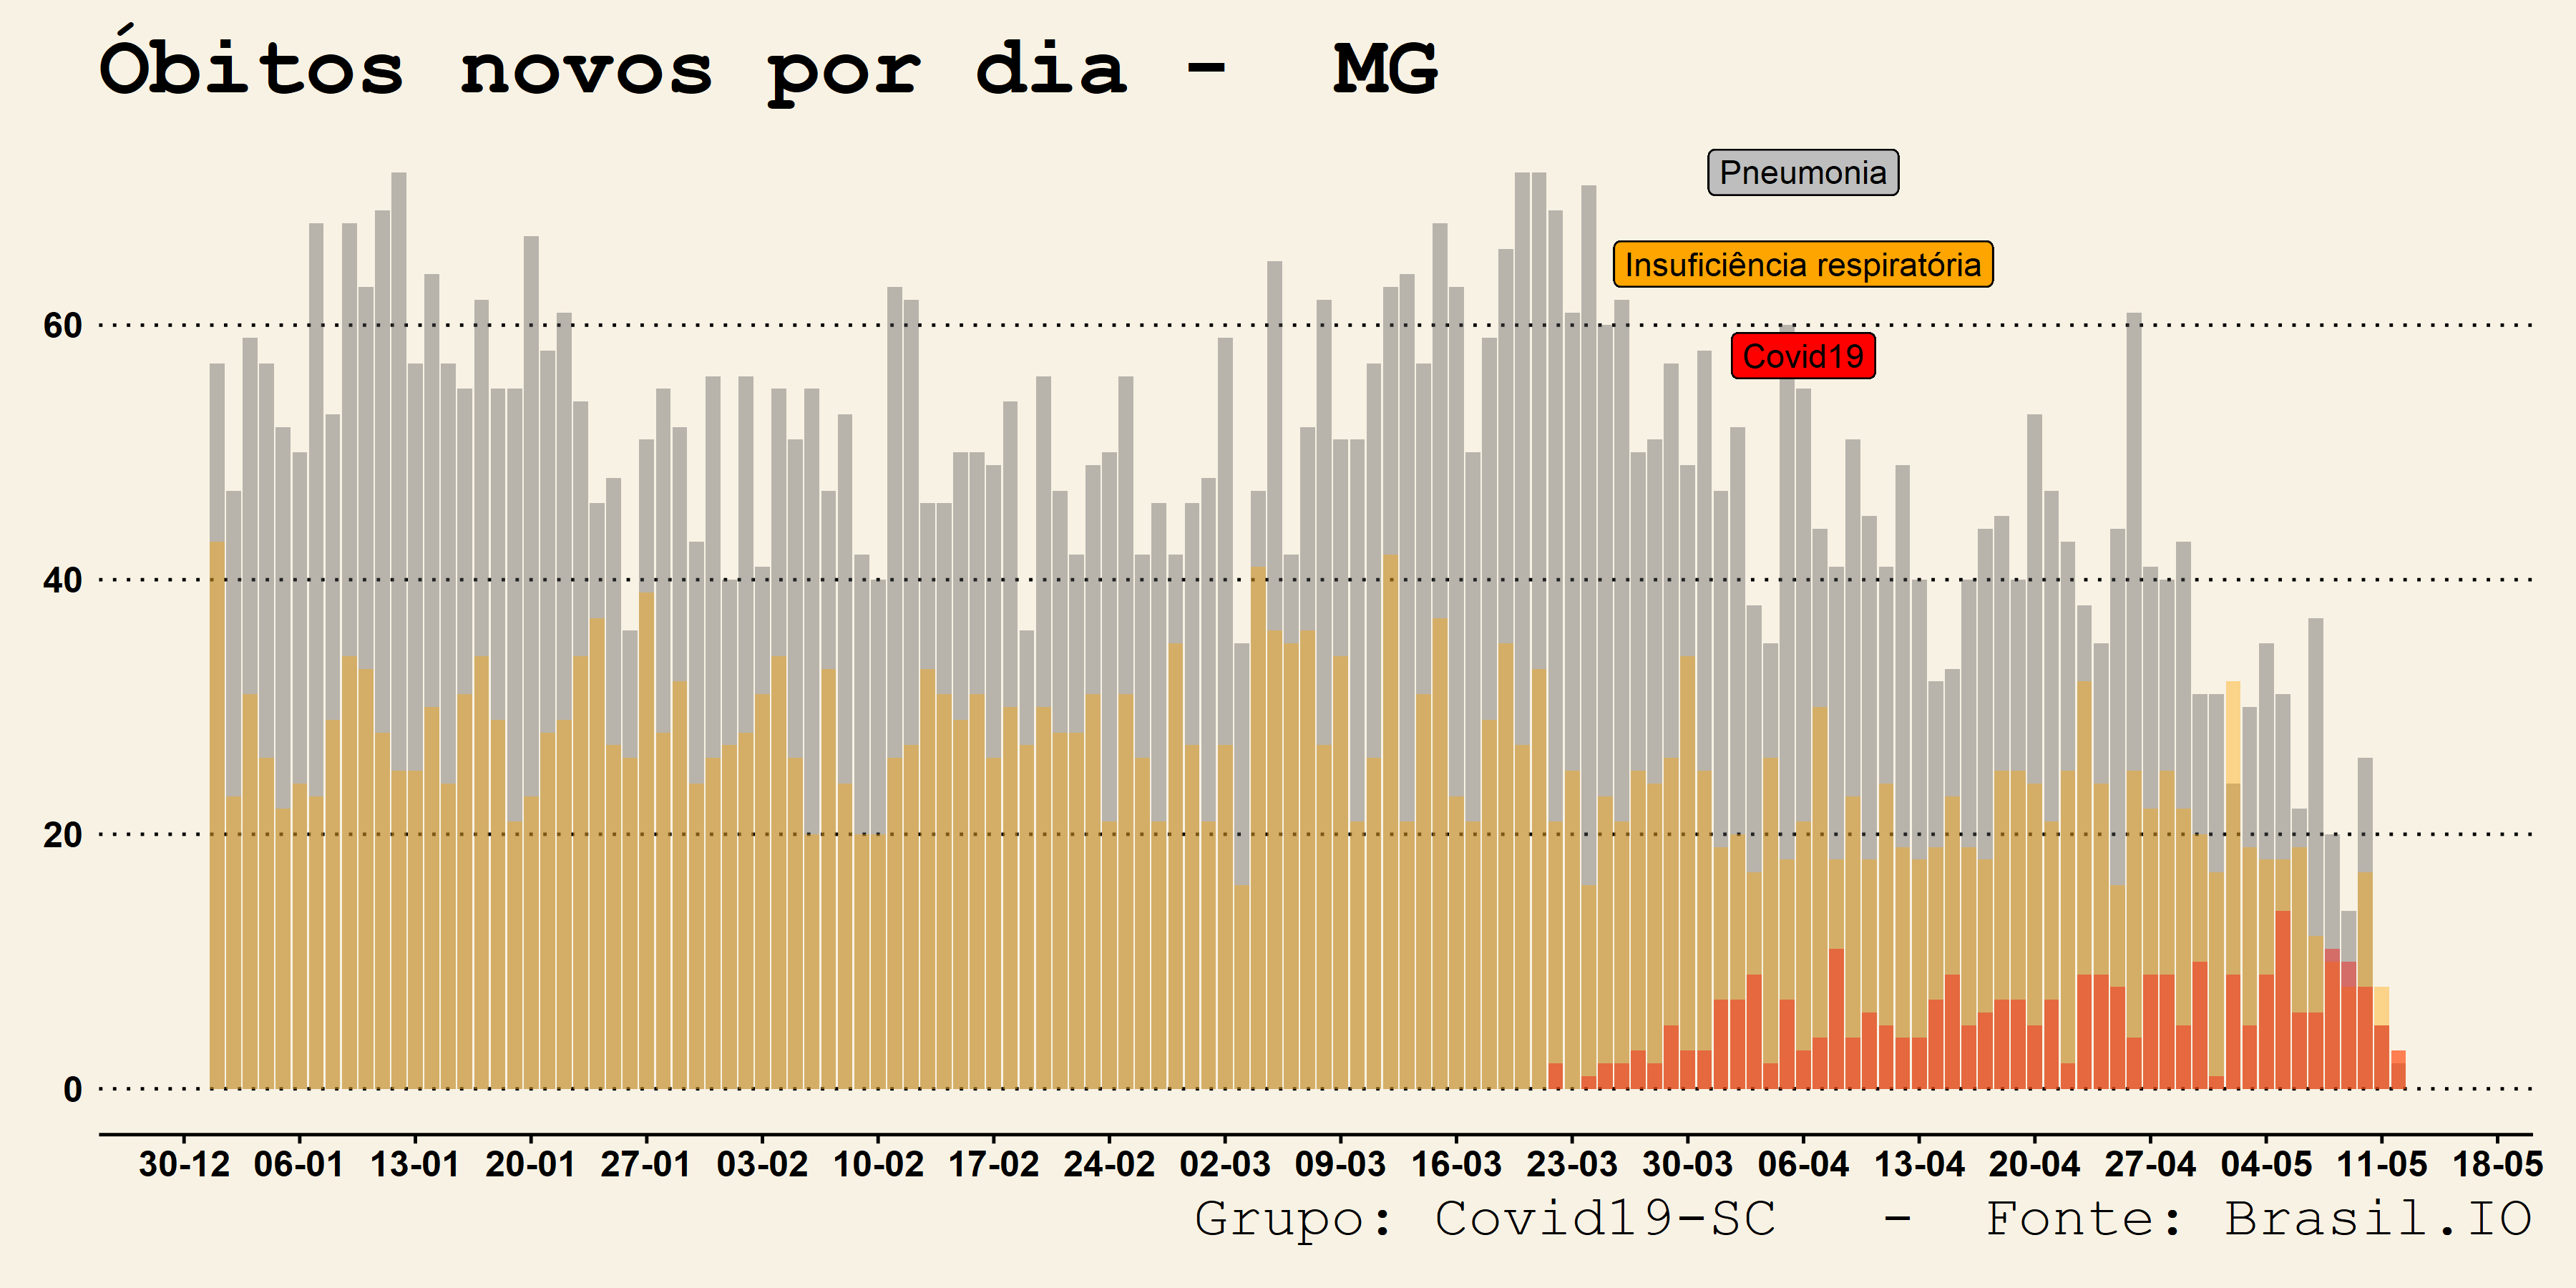 Óbitos novos por dia - MG
Pneumonia
Insuficiência respiratória
60
Covid19
40
20
0
30-12 06-01 13-01 20-01 27-01 03-02 10-02 17-02 24-02 02-03 09-03 16-03 23-03 30-03 06-04 13-04 20-04 27-04 04-05 11-05 18-05
Grupo: Covid19-SC - Fonte: Brasil.IO